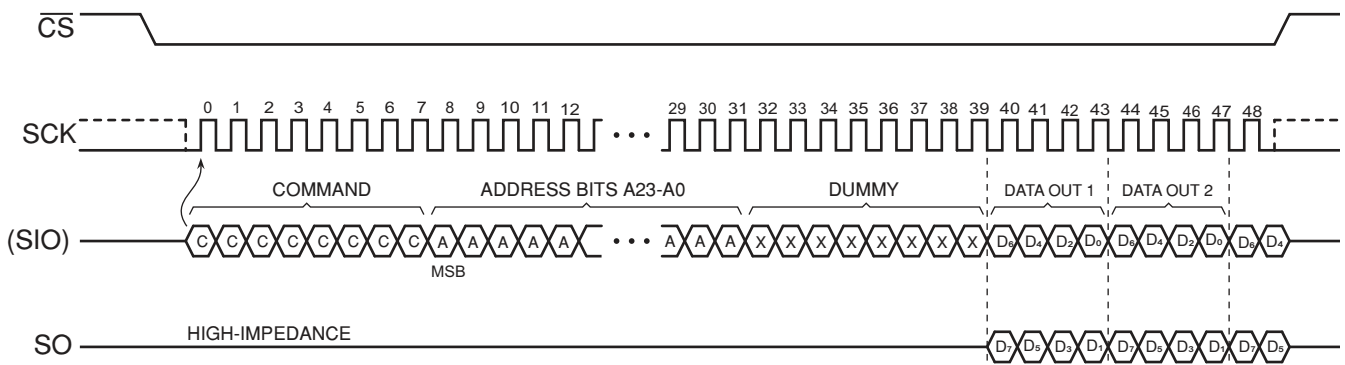 CS
SCK
0 1 2 3 4 5 6 7 8 9 10 11 12 29 30 31 32 33 34 35 36 37 38 39 40 41 42 43 44 45 46 47 48
COMMAND ADDRESS BITS A23-A0 DUMMY DATA OUT 1 DATA OUT 2
(SIO) C C C C C C C C A A A A A A A A X X X X X X X X D₆ D₄ D₂ D₀ D₆ D₄ D₂ D₀ D₆ D₄
MSB
HIGH-IMPEDANCE
SO D₇ D₅ D₃ D₁ D₇ D₅ D₃ D₁ D₇ D₅